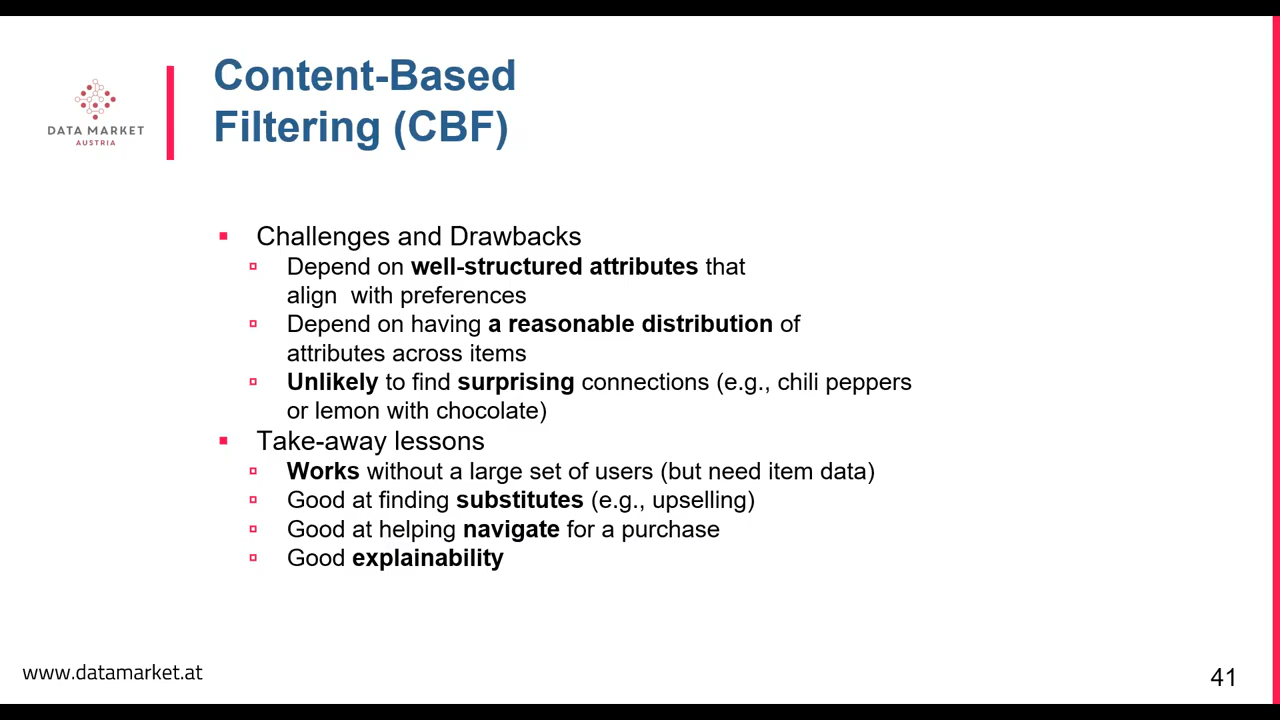 Content-Based
Filtering (CBF)
DATA MARKET
AUSTRIA
Challenges and Drawbacks
Depend on well-structured attributes that
align  with preferences
Depend on having a reasonable distribution of
attributes across items
Unlikely to find surprising connections (e.g., chili peppers
or lemon with chocolate)
Take-away lessons
Works without a large set of users (but need item data)
Good at finding substitutes (e.g., upselling)
Good at helping navigate for a purchase
Good explainability
www.datamarket.at
41